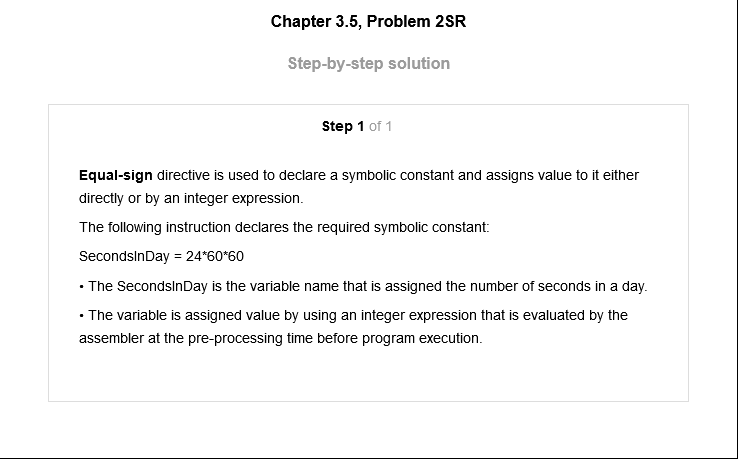 Chapter 3.5, Problem 2SR
Step-by-step solution
Step 1 of 1
Equal-sign directive is used to declare a symbolic constant and assigns value to it either
directly or by an integer expression.
The following instruction declares the required symbolic constant:
SecondsInDay = 24*60*60
• The SecondsInDay is the variable name that is assigned the number of seconds in a day.
• The variable is assigned value by using an integer expression that is evaluated by the
assembler at the pre-processing time before program execution.